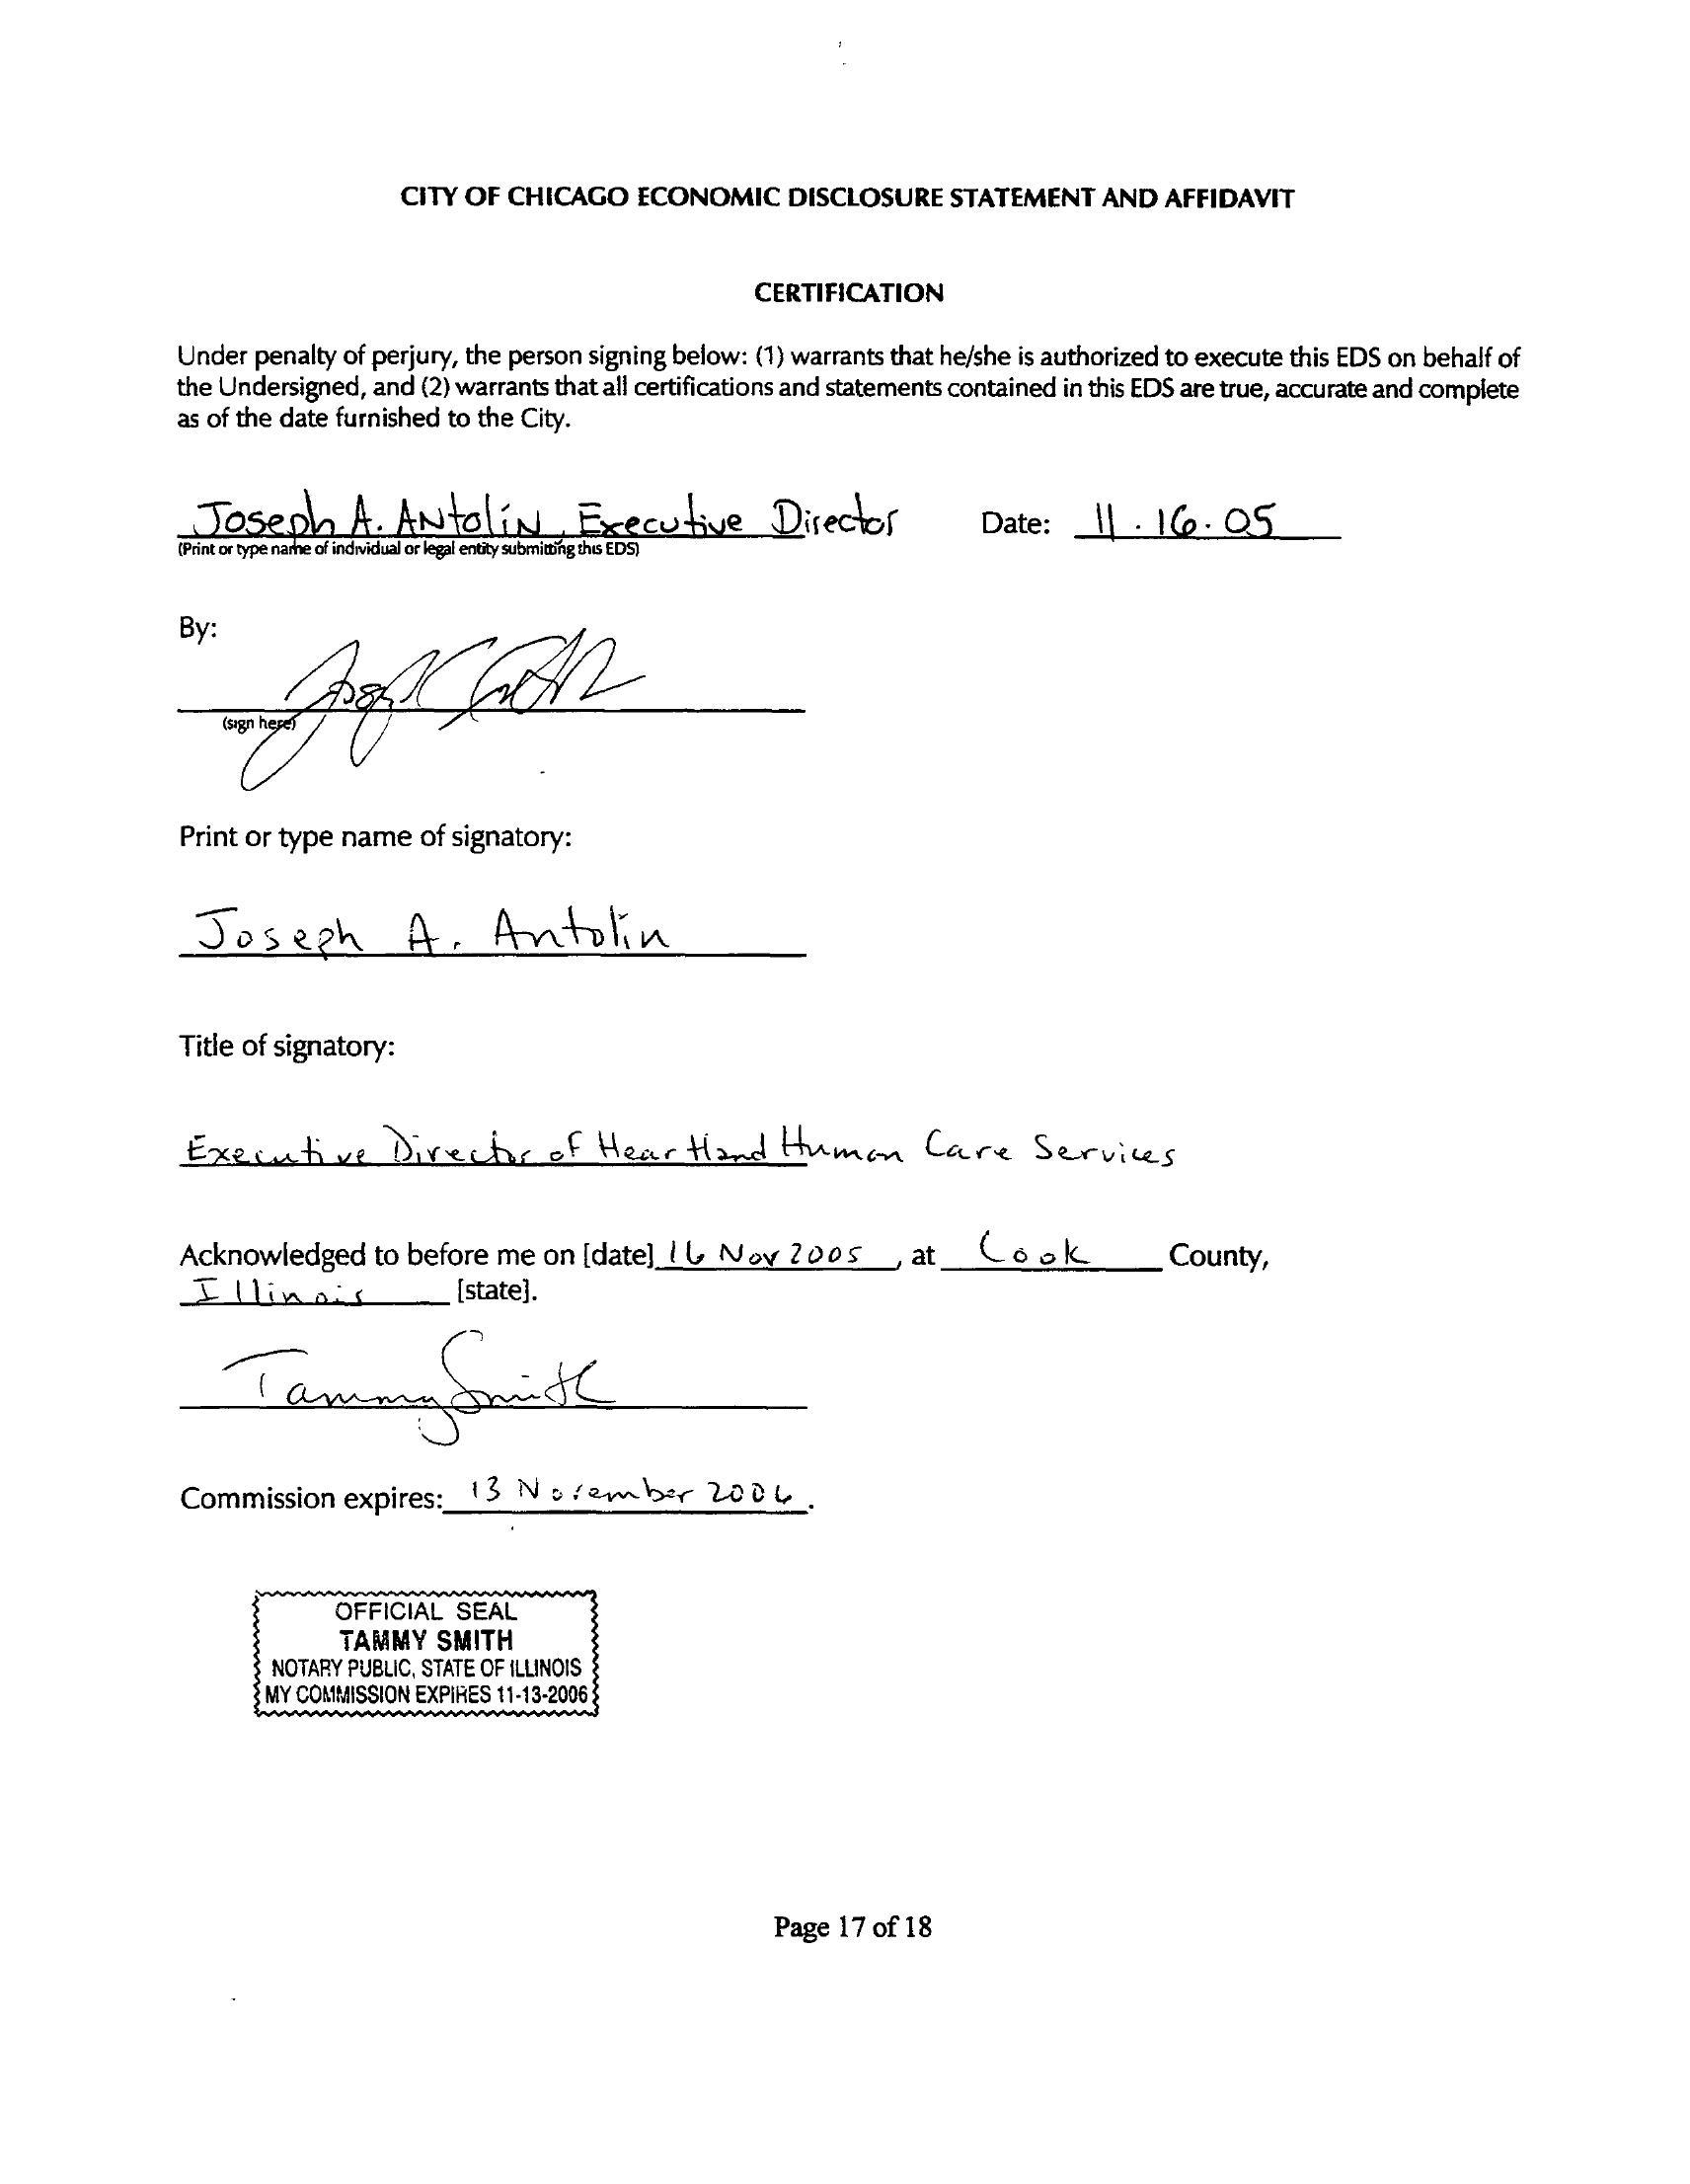 CITY OF CHICAGO ECONOMIC DISCLOSURE STATEMENT AND AFFIDAVIT
CERTIFICATION
Under penalty of perjury, the person signing below: (1) warrants that he/she is authorized to execute this EDS on behalf of
the Undersigned, and (2) warrants that all certifications and statements contained in this EDS are true, accurate and complete
as of the date furnished to the City.
Joseph A. Antolin, Executive Director Date: 11.16.05
(Print or type name of individual or legal entity submitting this EDS)
By:
(sign here)
Print or type name of signatory:
Joseph A. Antolin
Title of signatory:
Executive Director of Heartland Human Care Services
Acknowledged to before me on [date] 16 Nov 2005, at Cook County,
Illinois [state].
Tammy Smith
Commission expires: 13 November 2006.
OFFICIAL SEAL
TAMMY SMITH
NOTARY PUBLIC, STATE OF ILLINOIS
MY COMMISSION EXPIRES 11-13-2006
Page 17 of 18